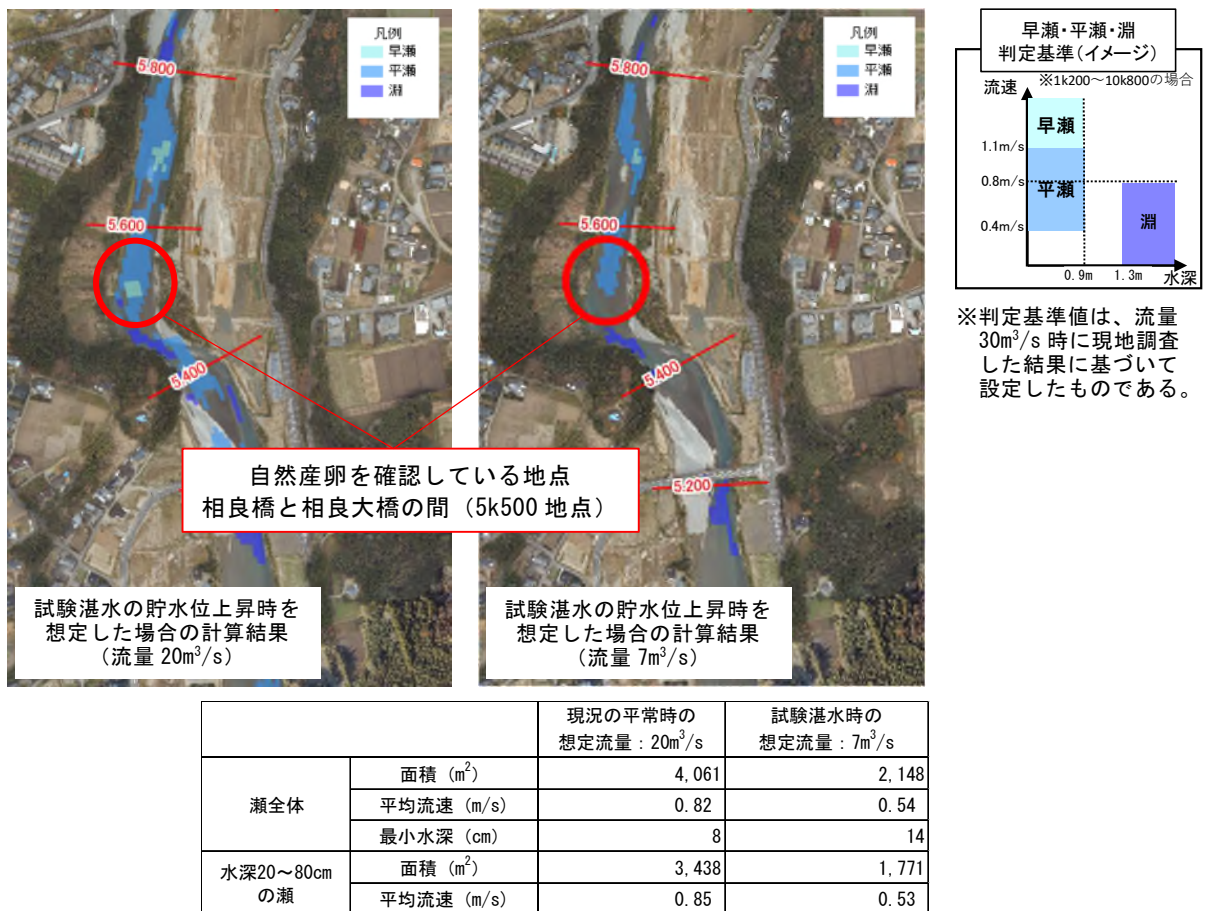 凡例
早瀬
平瀬
淵
5.800
5.600
5.400
試験湛水の貯水位上昇時を
想定した場合の計算結果
(流量 20m³/s)
凡例
早瀬
平瀬
淵
5.800
5.600
5.400
5.200
試験湛水の貯水位上昇時を
想定した場合の計算結果
(流量 7m³/s)
自然産卵を確認している地点
相良橋と相良大橋の間（5k500 地点）
早瀬・平瀬・淵
判定基準(イメージ)
※1k200～10k800の場合
流速
早瀬
1.1m/s
0.8m/s
平瀬
0.4m/s
淵
0.9m 1.3m 水深
※判定基準値は、流量
30m³/s 時に現地調査
した結果に基づいて
設定したものである。
現況の平常時の
想定流量：20m³/s
試験湛水時の
想定流量：7m³/s
瀬全体
面積（m²） 4,061 2,148
平均流速（m/s） 0.82 0.54
最小水深（cm） 8 14
水深20～80cm
の瀬
面積（m²） 3,438 1,771
平均流速（m/s） 0.85 0.53